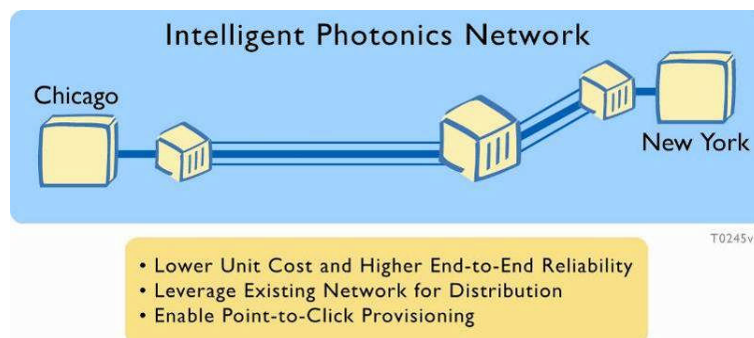 Intelligent Photonics Network
Chicago
New York
T0245v
• Lower Unit Cost and Higher End-to-End Reliability
• Leverage Existing Network for Distribution
• Enable Point-to-Click Provisioning